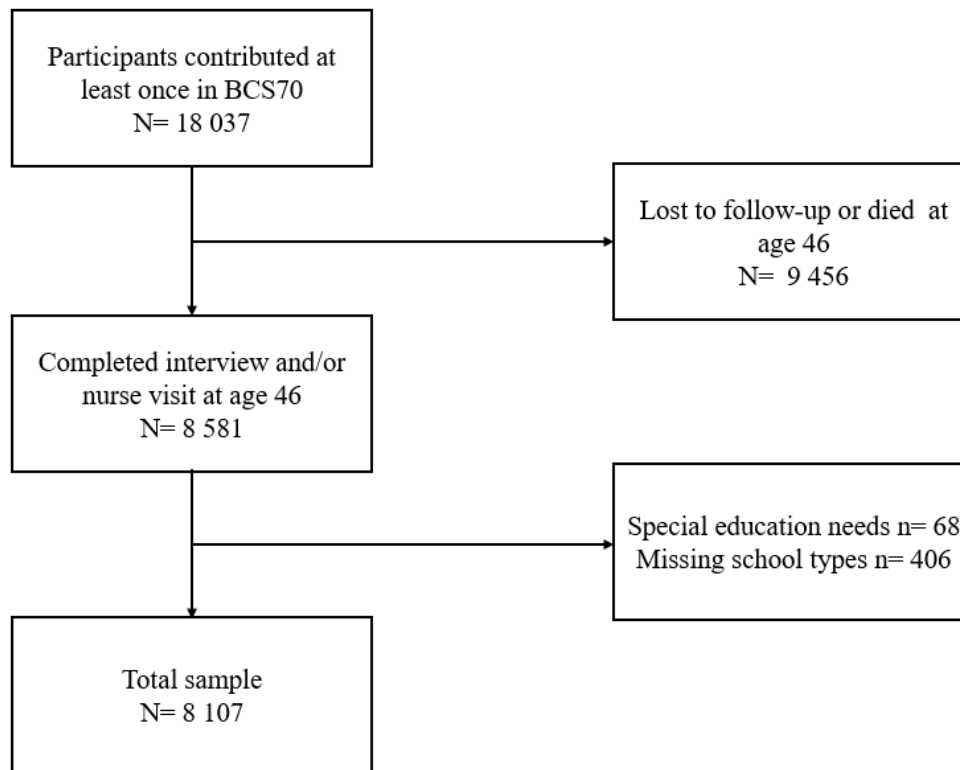 Participants contributed at
least once in BCS70
N= 18 037
Lost to follow-up or died at
age 46
N= 9 456
Completed interview and/or
nurse visit at age 46
N= 8 581
Special education needs n= 68
Missing school types n= 406
Total sample
N= 8 107